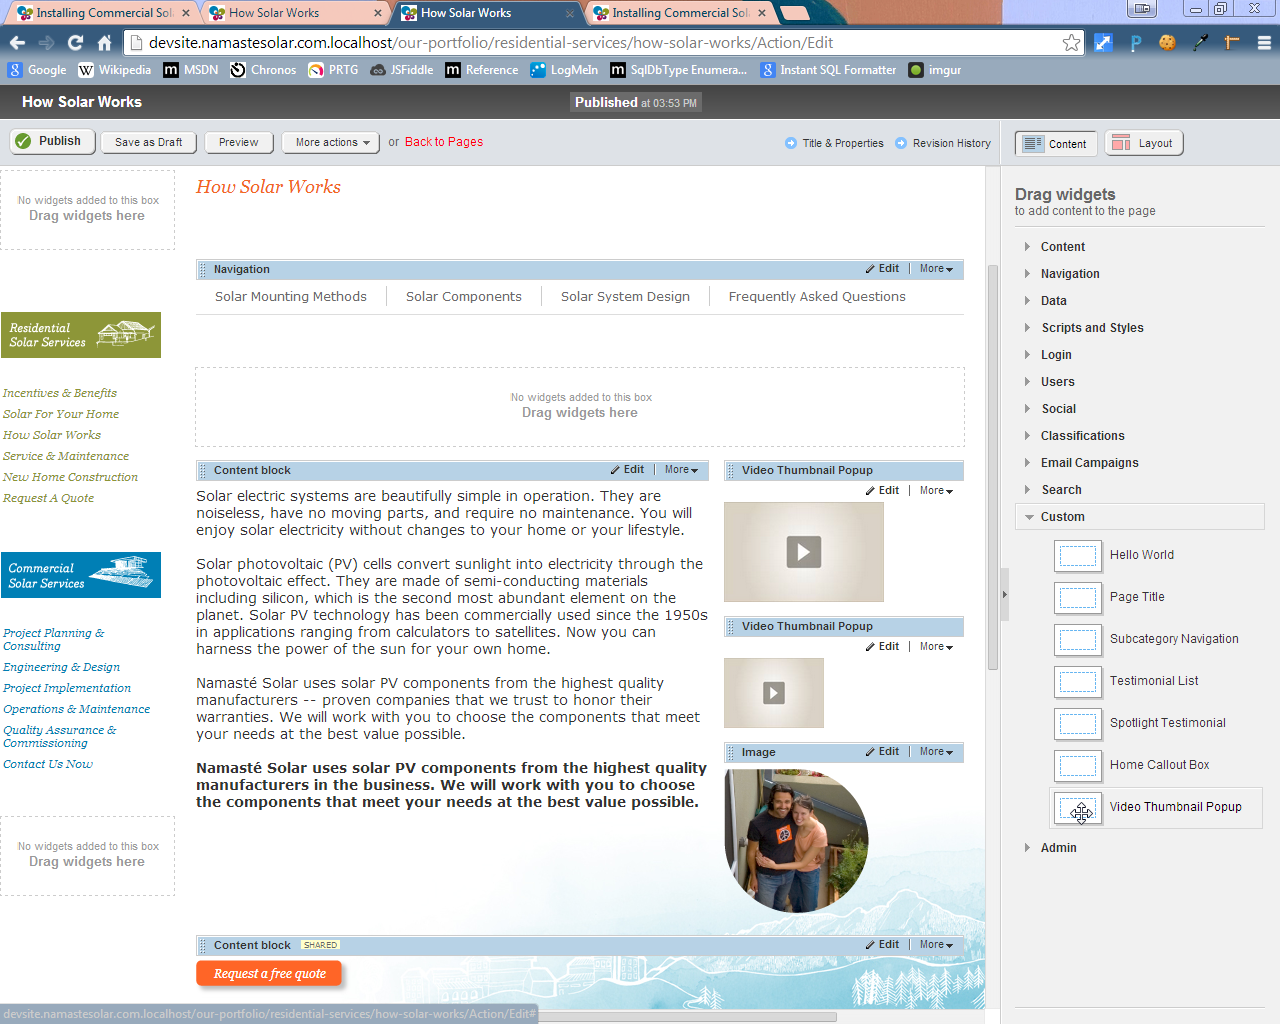 Installing Commercial Sol
How Solar Works
How Solar Works
Installing Commercial Sol
devsite.namastesolar.com.localhost/our-portfolio/residential-services/how-solar-works/Action/Edit
Google
Wikipedia
MSDN
Chronos
PRTG
JSFiddle
Reference
LogMeIn
SqlDbType Enumera...
Instant SQL Formatter
imgur
How Solar Works
Published at 03:53 PM
Publish
Save as Draft
Preview
More actions
or Back to Pages
Title & Properties
Revision History
Content
Layout
No widgets added to this box
Drag widgets here
Residential
Solar Services
Incentives & Benefits
Solar For Your Home
How Solar Works
Service & Maintenance
New Home Construction
Request A Quote
Commercial
Solar Services
Project Planning &
Consulting
Engineering & Design
Project Implementation
Operations & Maintenance
Quality Assurance &
Commissioning
Contact Us Now
No widgets added to this box
Drag widgets here
How Solar Works
Navigation
Edit
More
Solar Mounting Methods
Solar Components
Solar System Design
Frequently Asked Questions
No widgets added to this box
Drag widgets here
Content block
Edit
More
Solar electric systems are beautifully simple in operation. They are
noiseless, have no moving parts, and require no maintenance. You will
enjoy solar electricity without changes to your home or your lifestyle.
Solar photovoltaic (PV) cells convert sunlight into electricity through the
photovoltaic effect. They are made of semi-conducting materials
including silicon, which is the second most abundant element on the
planet. Solar PV technology has been commercially used since the 1950s
in applications ranging from calculators to satellites. Now you can
harness the power of the sun for your own home.
Namasté Solar uses solar PV components from the highest quality
manufacturers -- proven companies that we trust to honor their
warranties. We will work with you to choose the components that meet
your needs at the best value possible.
Namasté Solar uses solar PV components from the highest quality
manufacturers in the business. We will work with you to choose
the components that meet your needs at the best value possible.
Video Thumbnail Popup
Edit
More
Video Thumbnail Popup
Edit
More
Image
Edit
More
Content block
SHARED
Edit
More
Request a free quote
Drag widgets
to add content to the page
Content
Navigation
Data
Scripts and Styles
Login
Users
Social
Classifications
Email Campaigns
Search
Custom
Hello World
Page Title
Subcategory Navigation
Testimonial List
Spotlight Testimonial
Home Callout Box
Video Thumbnail Popup
Admin
devsite.namastesolar.com.localhost/our-portfolio/residential-services/how-solar-works/Action/Edit#